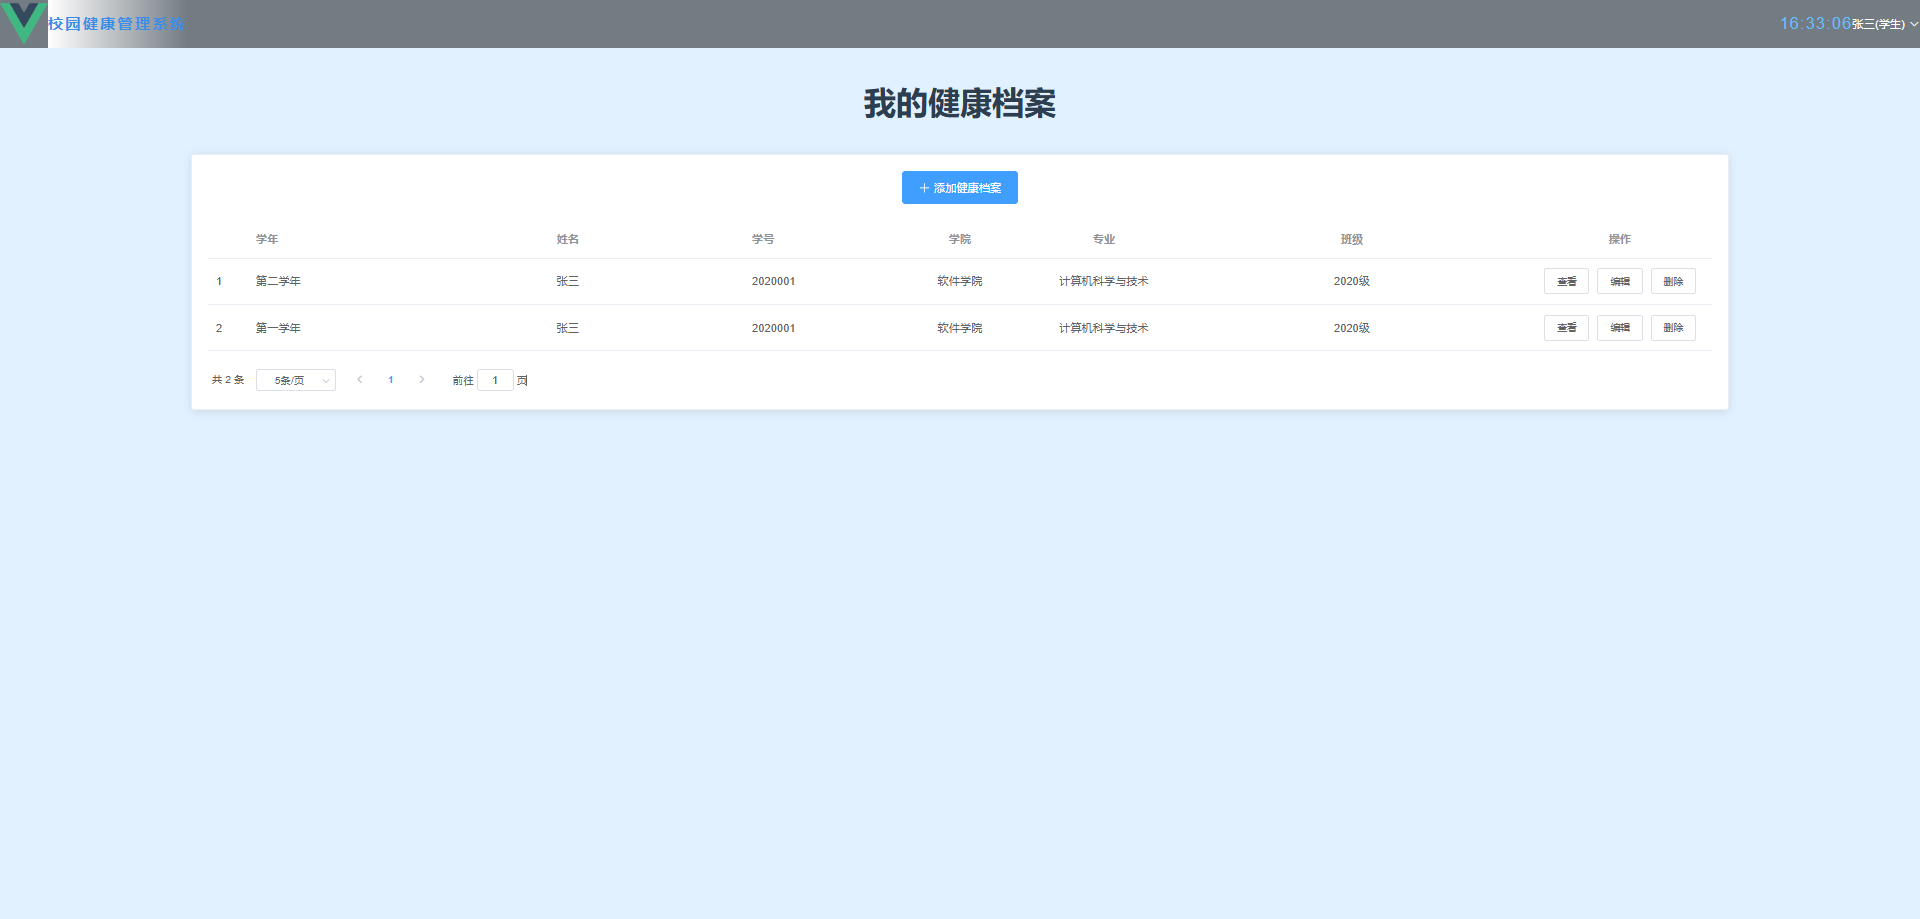 校园健康管理系统
16:33:06张三(学生)
我的健康档案
添加健康档案
学年 姓名 学号 学院 专业 班级 操作
1 第二学年 张三 2020001 软件学院 计算机科学与技术 2020级 查看 编辑 删除
2 第一学年 张三 2020001 软件学院 计算机科学与技术 2020级 查看 编辑 删除
共 2 条 5条/页 1 前往 1 页